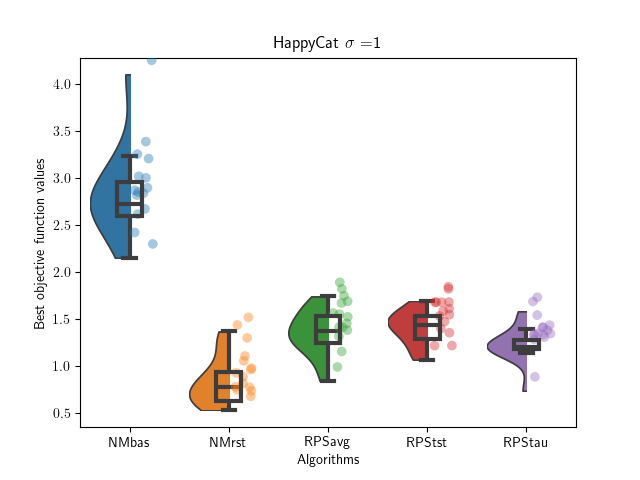 HappyCat σ =1
Best objective function values
4.0
3.5
3.0
2.5
2.0
1.5
1.0
0.5
NMbas NMrst RPSavg RPStst RPStau
Algorithms